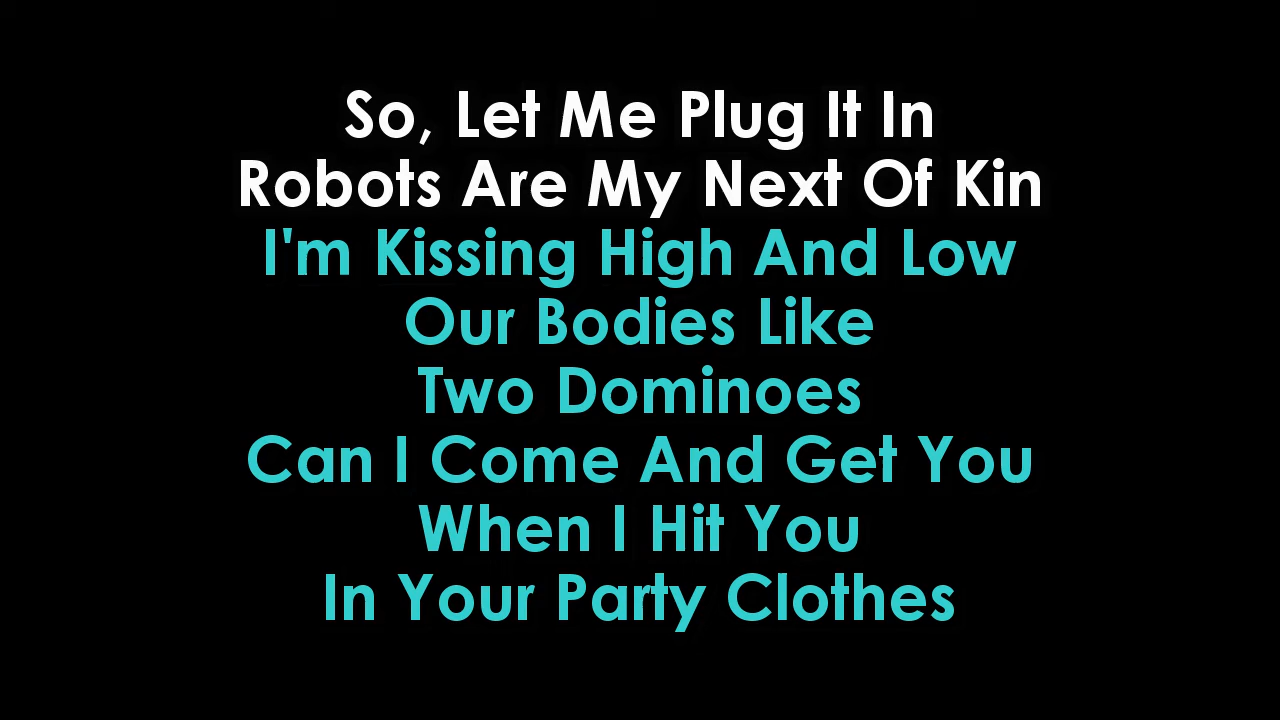 So, Let Me Plug It In
Robots Are My Next Of Kin
I'm Kissing High And Low
Our Bodies Like
Two Dominoes
Can I Come And Get You
When I Hit You
In Your Party Clothes